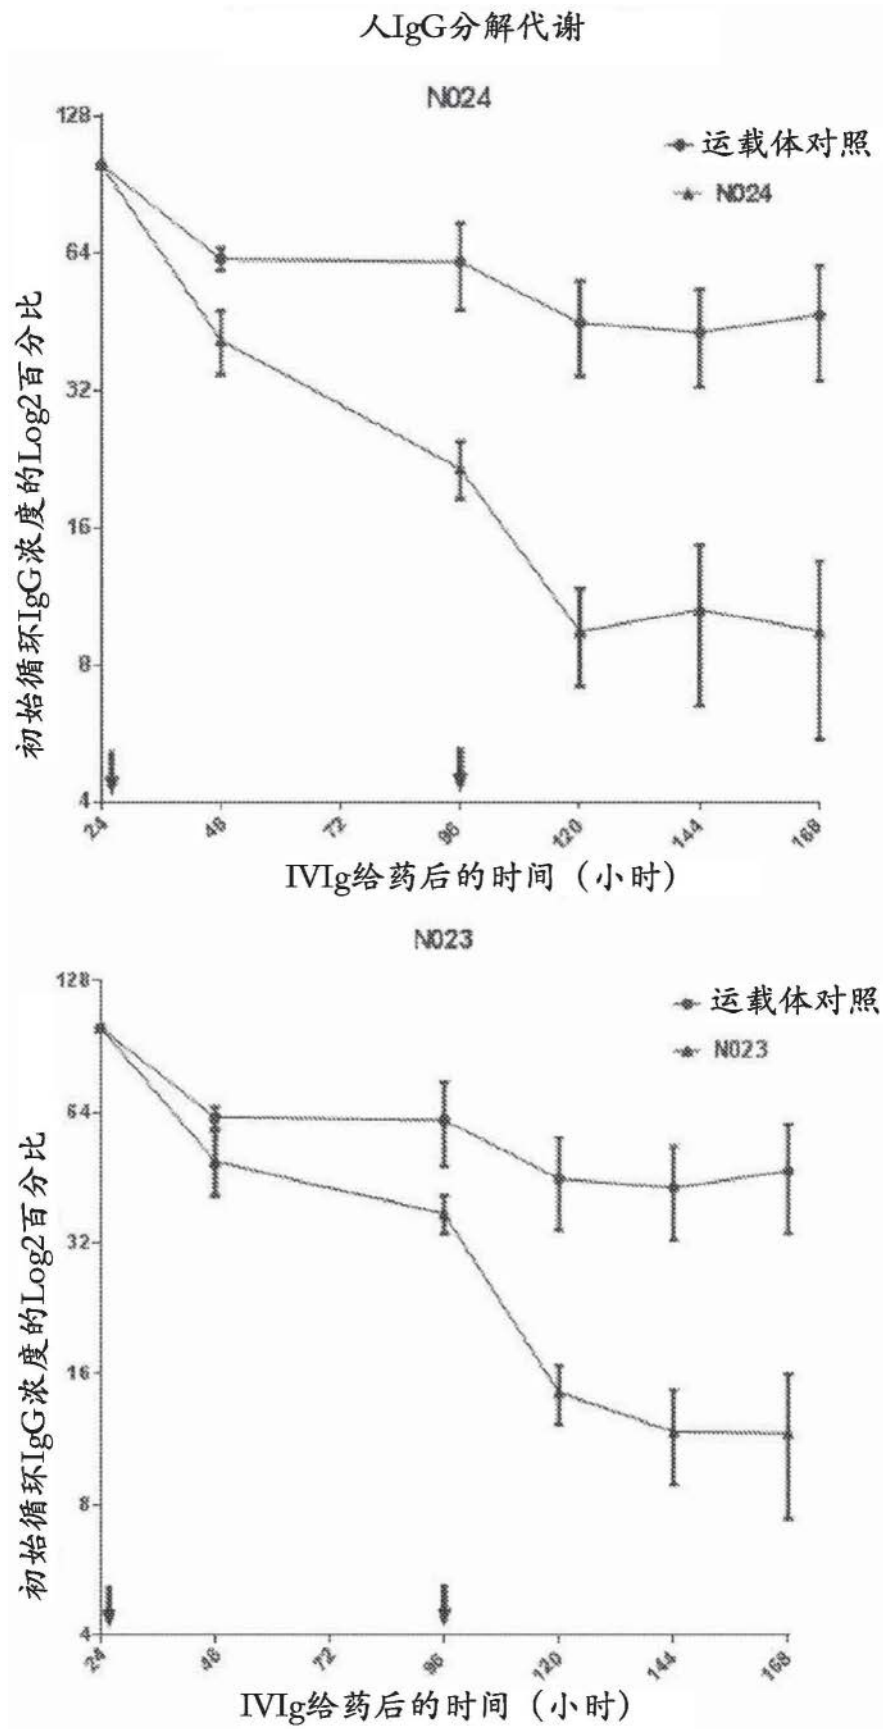 人IgG分解代谢
N024
128
64
32
16
8
4
初始循环IgG浓度的Log2百分比
运载体对照
N024
24 48 72 96 120 144 168
IVIg给药后的时间（小时）
N023
128
64
32
16
8
4
初始循环IgG浓度的Log2百分比
运载体对照
N023
24 48 72 96 120 144 168
IVIg给药后的时间（小时）